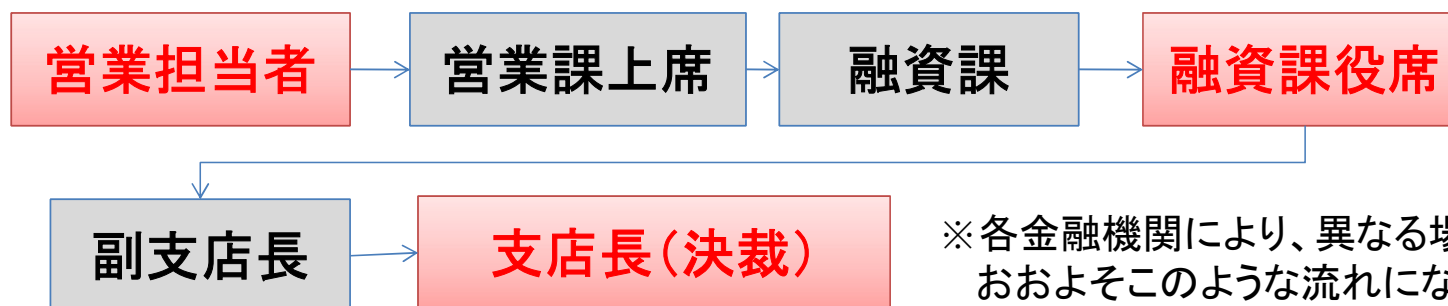 営業担当者
営業課上席
融資課
融資課役席
副支店長
支店長(決裁)
※各金融機関により、異なる場
おおよそこのような流れにな